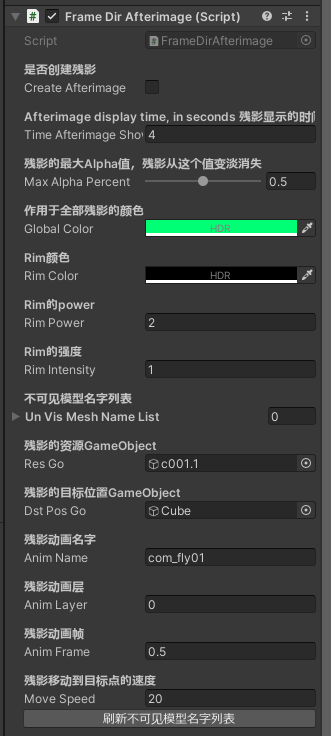 Frame Dir Afterimage (Script)
Script
FrameDirAfterimage
是否创建残影
Create Afterimage
Afterimage display time, in seconds 残影显示的时间
Time Afterimage Show
4
残影的最大Alpha值，残影从这个值变淡消失
Max Alpha Percent
0.5
作用于全部残影的颜色
Global Color
HDR
Rim颜色
Rim Color
HDR
Rim的power
Rim Power
2
Rim的强度
Rim Intensity
1
不可见模型名字列表
Un Vis Mesh Name List
0
残影的资源GameObject
Res Go
c001.1
残影的目标位置GameObject
Dst Pos Go
Cube
残影动画名字
Anim Name
com_fly01
残影动画层
Anim Layer
0
残影动画帧
Anim Frame
0.5
残影移动到目标点的速度
Move Speed
20
刷新不可见模型名字列表